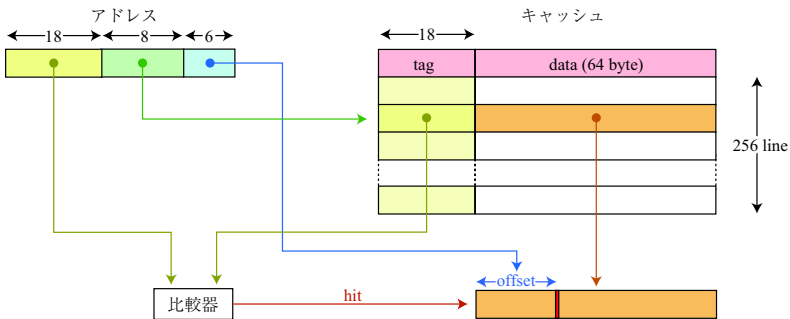 アドレス
キャッシュ
18
8
6
18
tag
data (64 byte)
256 line
offset
比較器
hit